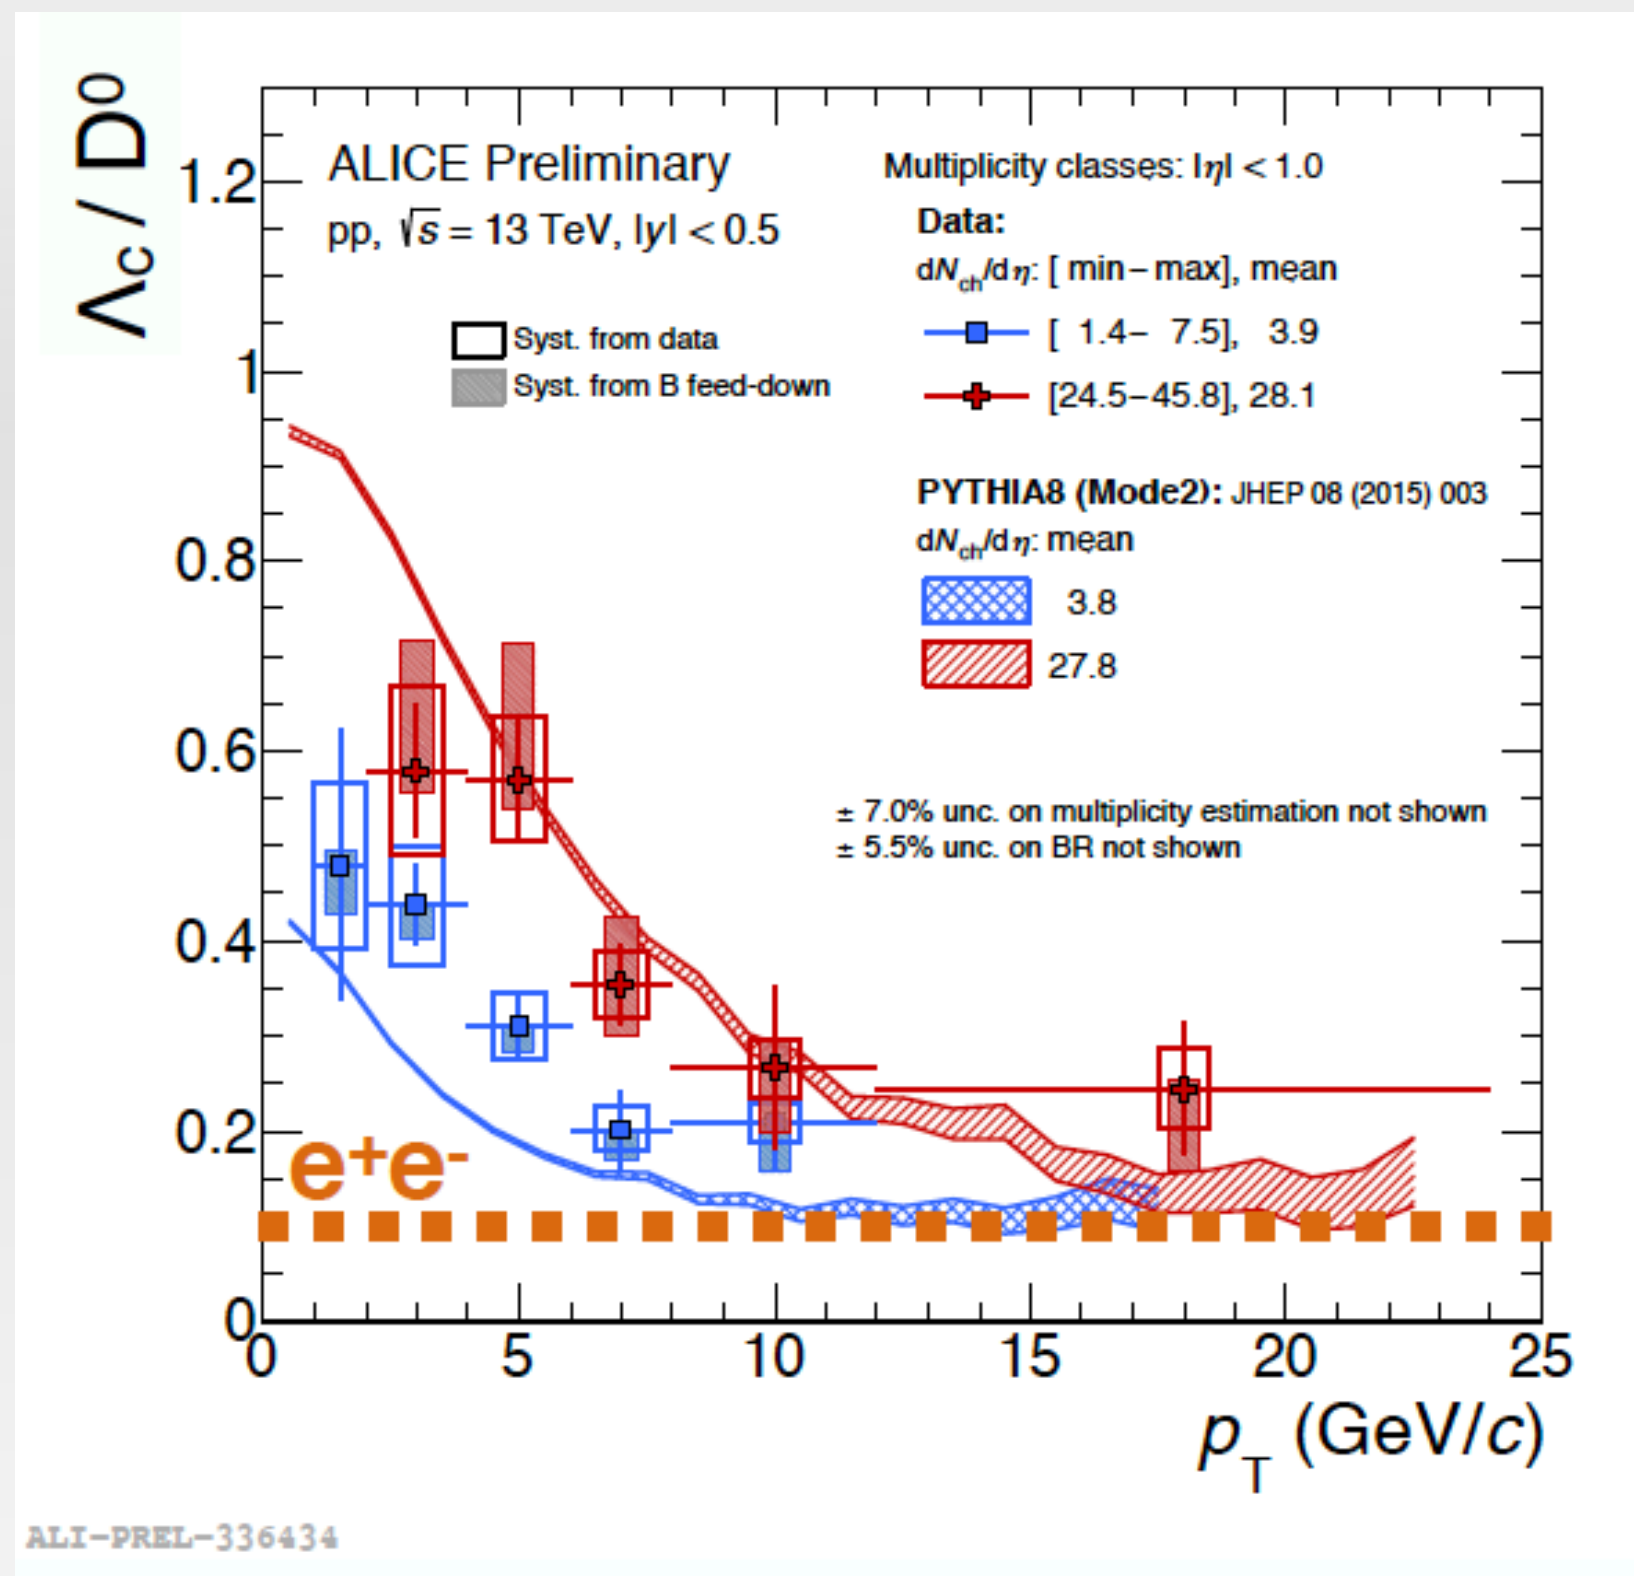 Λc / D⁰
ALICE Preliminary
pp, √s = 13 TeV, |y| < 0.5
Syst. from data
Syst. from B feed-down
Multiplicity classes: |η| < 1.0
Data:
dN_ch/dη: [ min – max], mean
[ 1.4 – 7.5], 3.9
[24.5 – 45.8], 28.1
PYTHIA8 (Mode2): JHEP 08 (2015) 003
dN_ch/dη: mean
3.8
27.8
± 7.0% unc. on multiplicity estimation not shown
± 5.5% unc. on BR not shown
1.2
1
0.8
0.6
0.4
0.2
0
e⁺e⁻
0 5 10 15 20 25
p_T (GeV/c)
ALI-PREL-336434